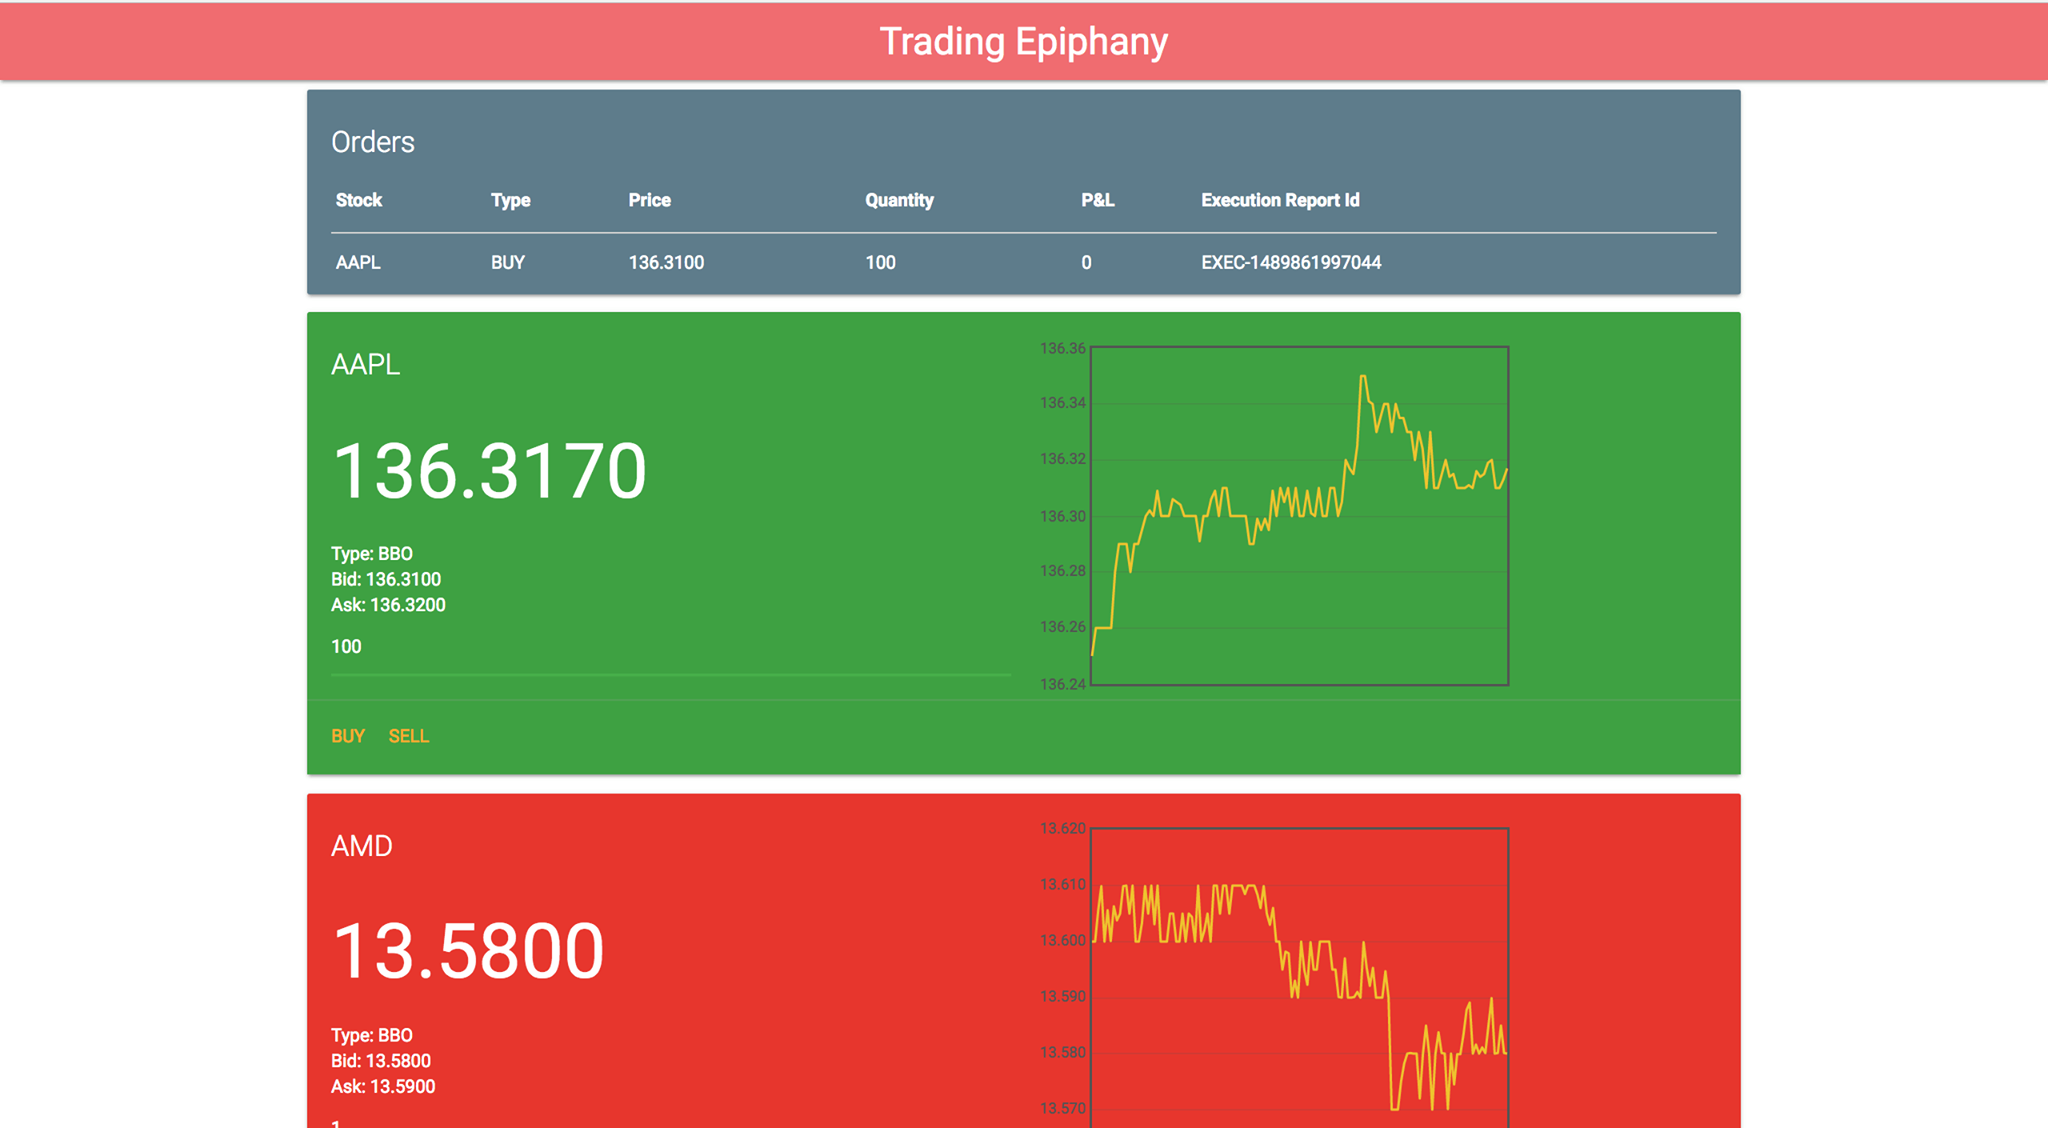 Trading Epiphany
Orders
Stock Type Price Quantity P&L Execution Report Id
AAPL BUY 136.3100 100 0 EXEC-1489861997044
AAPL
136.3170
Type: BBO
Bid: 136.3100
Ask: 136.3200
100
136.36
136.34
136.32
136.30
136.28
136.26
136.24
BUY SELL
AMD
13.5800
Type: BBO
Bid: 13.5800
Ask: 13.5900
13.620
13.610
13.600
13.590
13.580
13.570